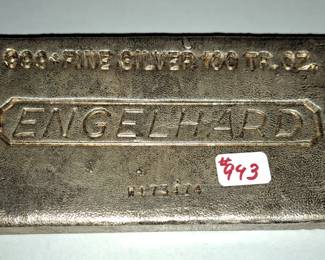 999+ FINE SILVER 100 TR. OZ.
ENGELHARD
#943